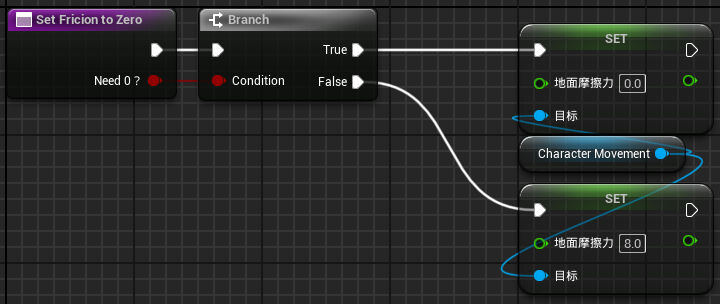 Set Fricion to Zero
Need 0 ?
Branch
True
Condition
False
SET
地面摩擦力 0.0
目标
Character Movement
SET
地面摩擦力 8.0
目标